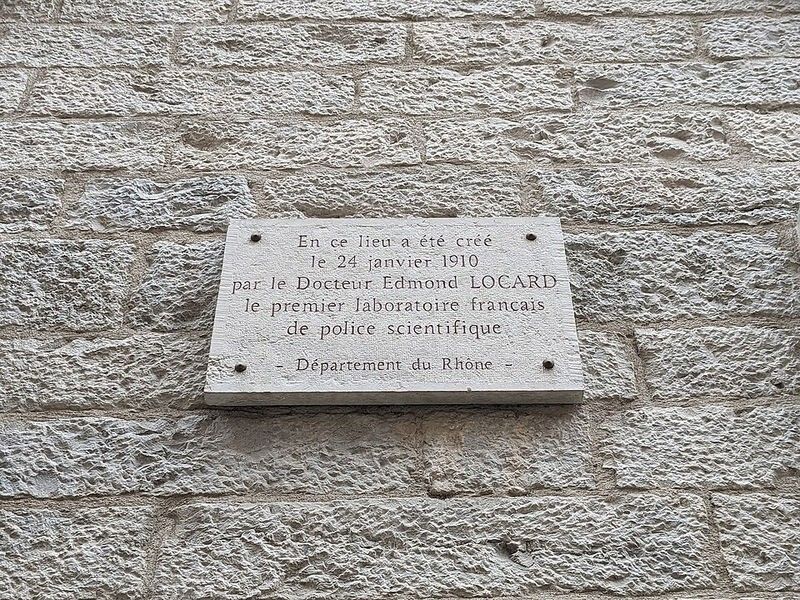 En ce lieu a été créé
le 24 janvier 1910
par le Docteur Edmond LOCARD
le premier laboratoire français
de police scientifique
- Département du Rhône -